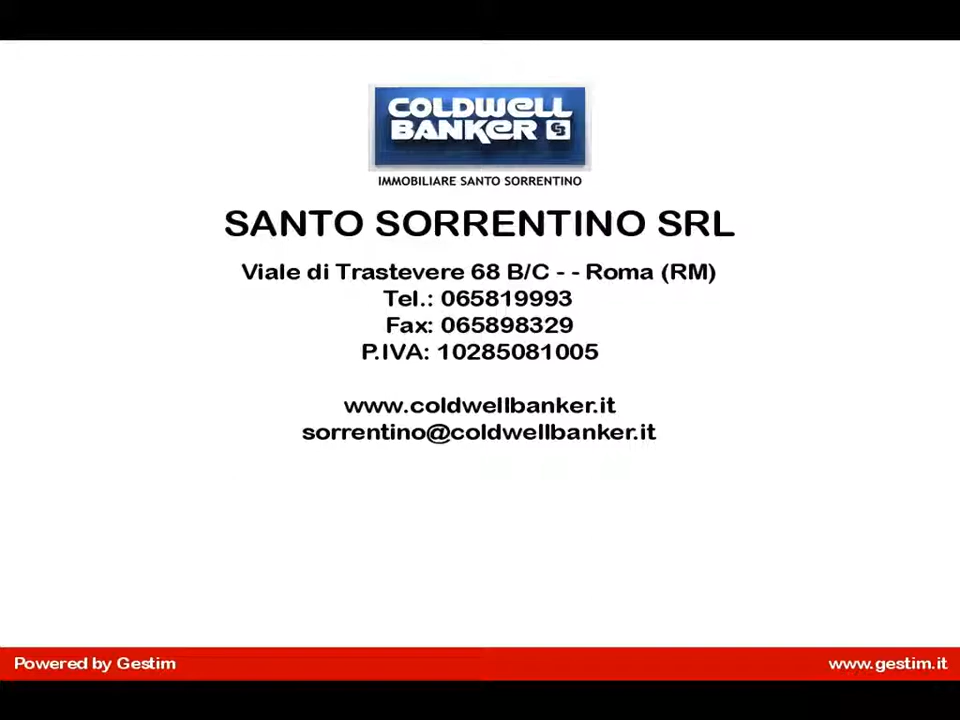 COLDWELL
BANKER CB
IMMOBILIARE SANTO SORRENTINO
SANTO SORRENTINO SRL
Viale di Trastevere 68 B/C - - Roma (RM)
Tel.: 065819993
Fax: 065898329
P.IVA: 10285081005
www.coldwellbanker.it
sorrentino@coldwellbanker.it
Powered by Gestim
www.gestim.it